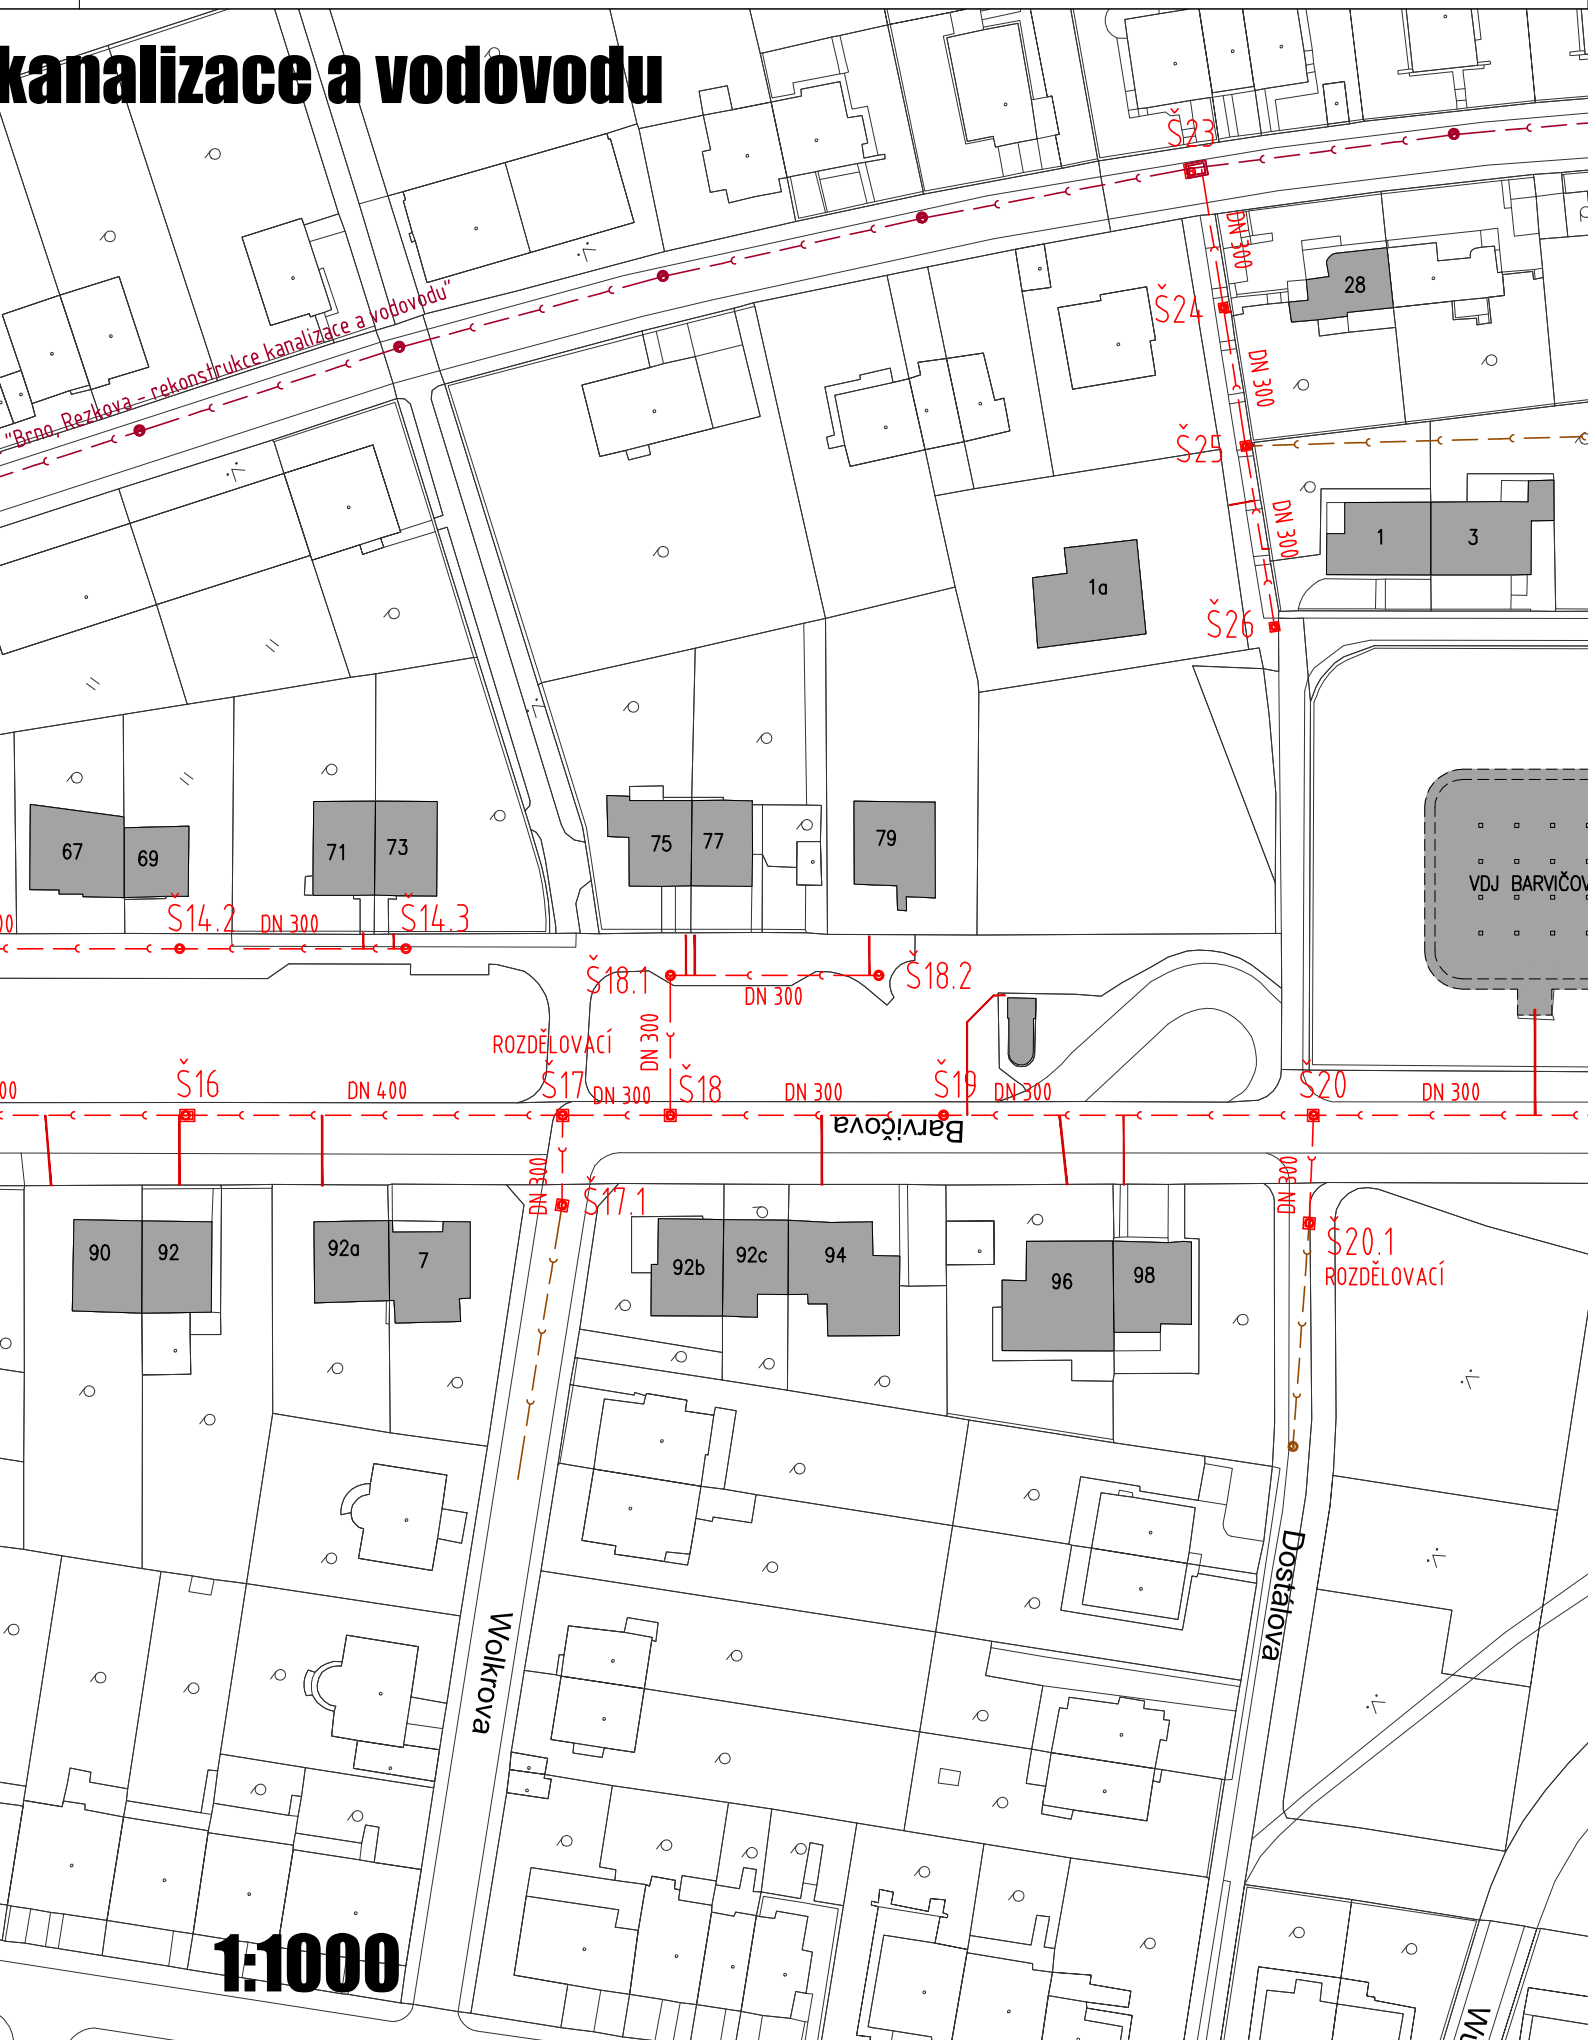 kanalizace a vodovodu
Š23
DN 300
28
Š24
"Brno, Rezkova - rekonstrukce kanalizace a vodovodu"
DN 300
Š25
DN 300
1
3
1a
Š26
67
69
71
73
75
77
79
VDJ BARVIČOV
00
Š14.2
DN 300
Š14.3
Š18.1
DN 300
Š18.2
ROZDĚLOVACÍ
DN 300
00
Š16
DN 400
Š17
DN 300
Š18
DN 300
Š19
DN 300
Š20
DN 300
Barvičova
DN 300
Š17.1
DN 300
Š20.1
ROZDĚLOVACÍ
90
92
92a
7
92b
92c
94
96
98
Wolkrova
Dostálova
1:1000